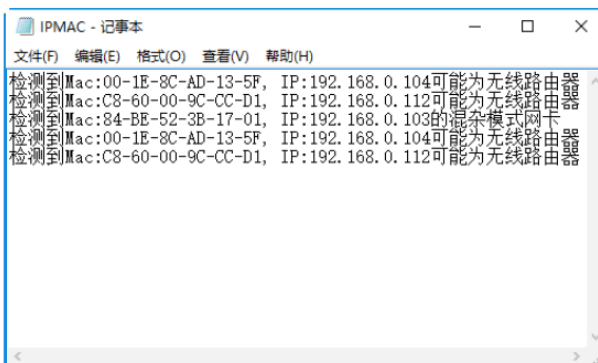 IPMAC - 记事本
文件(F) 编辑(E) 格式(O) 查看(V) 帮助(H)
检测到Mac:00-1E-8C-AD-13-5F, IP:192.168.0.104可能为无线路由器
检测到Mac:C8-60-00-9C-CC-D1, IP:192.168.0.112可能为无线路由器
检测到Mac:84-BE-52-3B-17-01, IP:192.168.0.103的混杂模式网卡
检测到Mac:00-1E-8C-AD-13-5F, IP:192.168.0.104可能为无线路由器
检测到Mac:C8-60-00-9C-CC-D1, IP:192.168.0.112可能为无线路由器